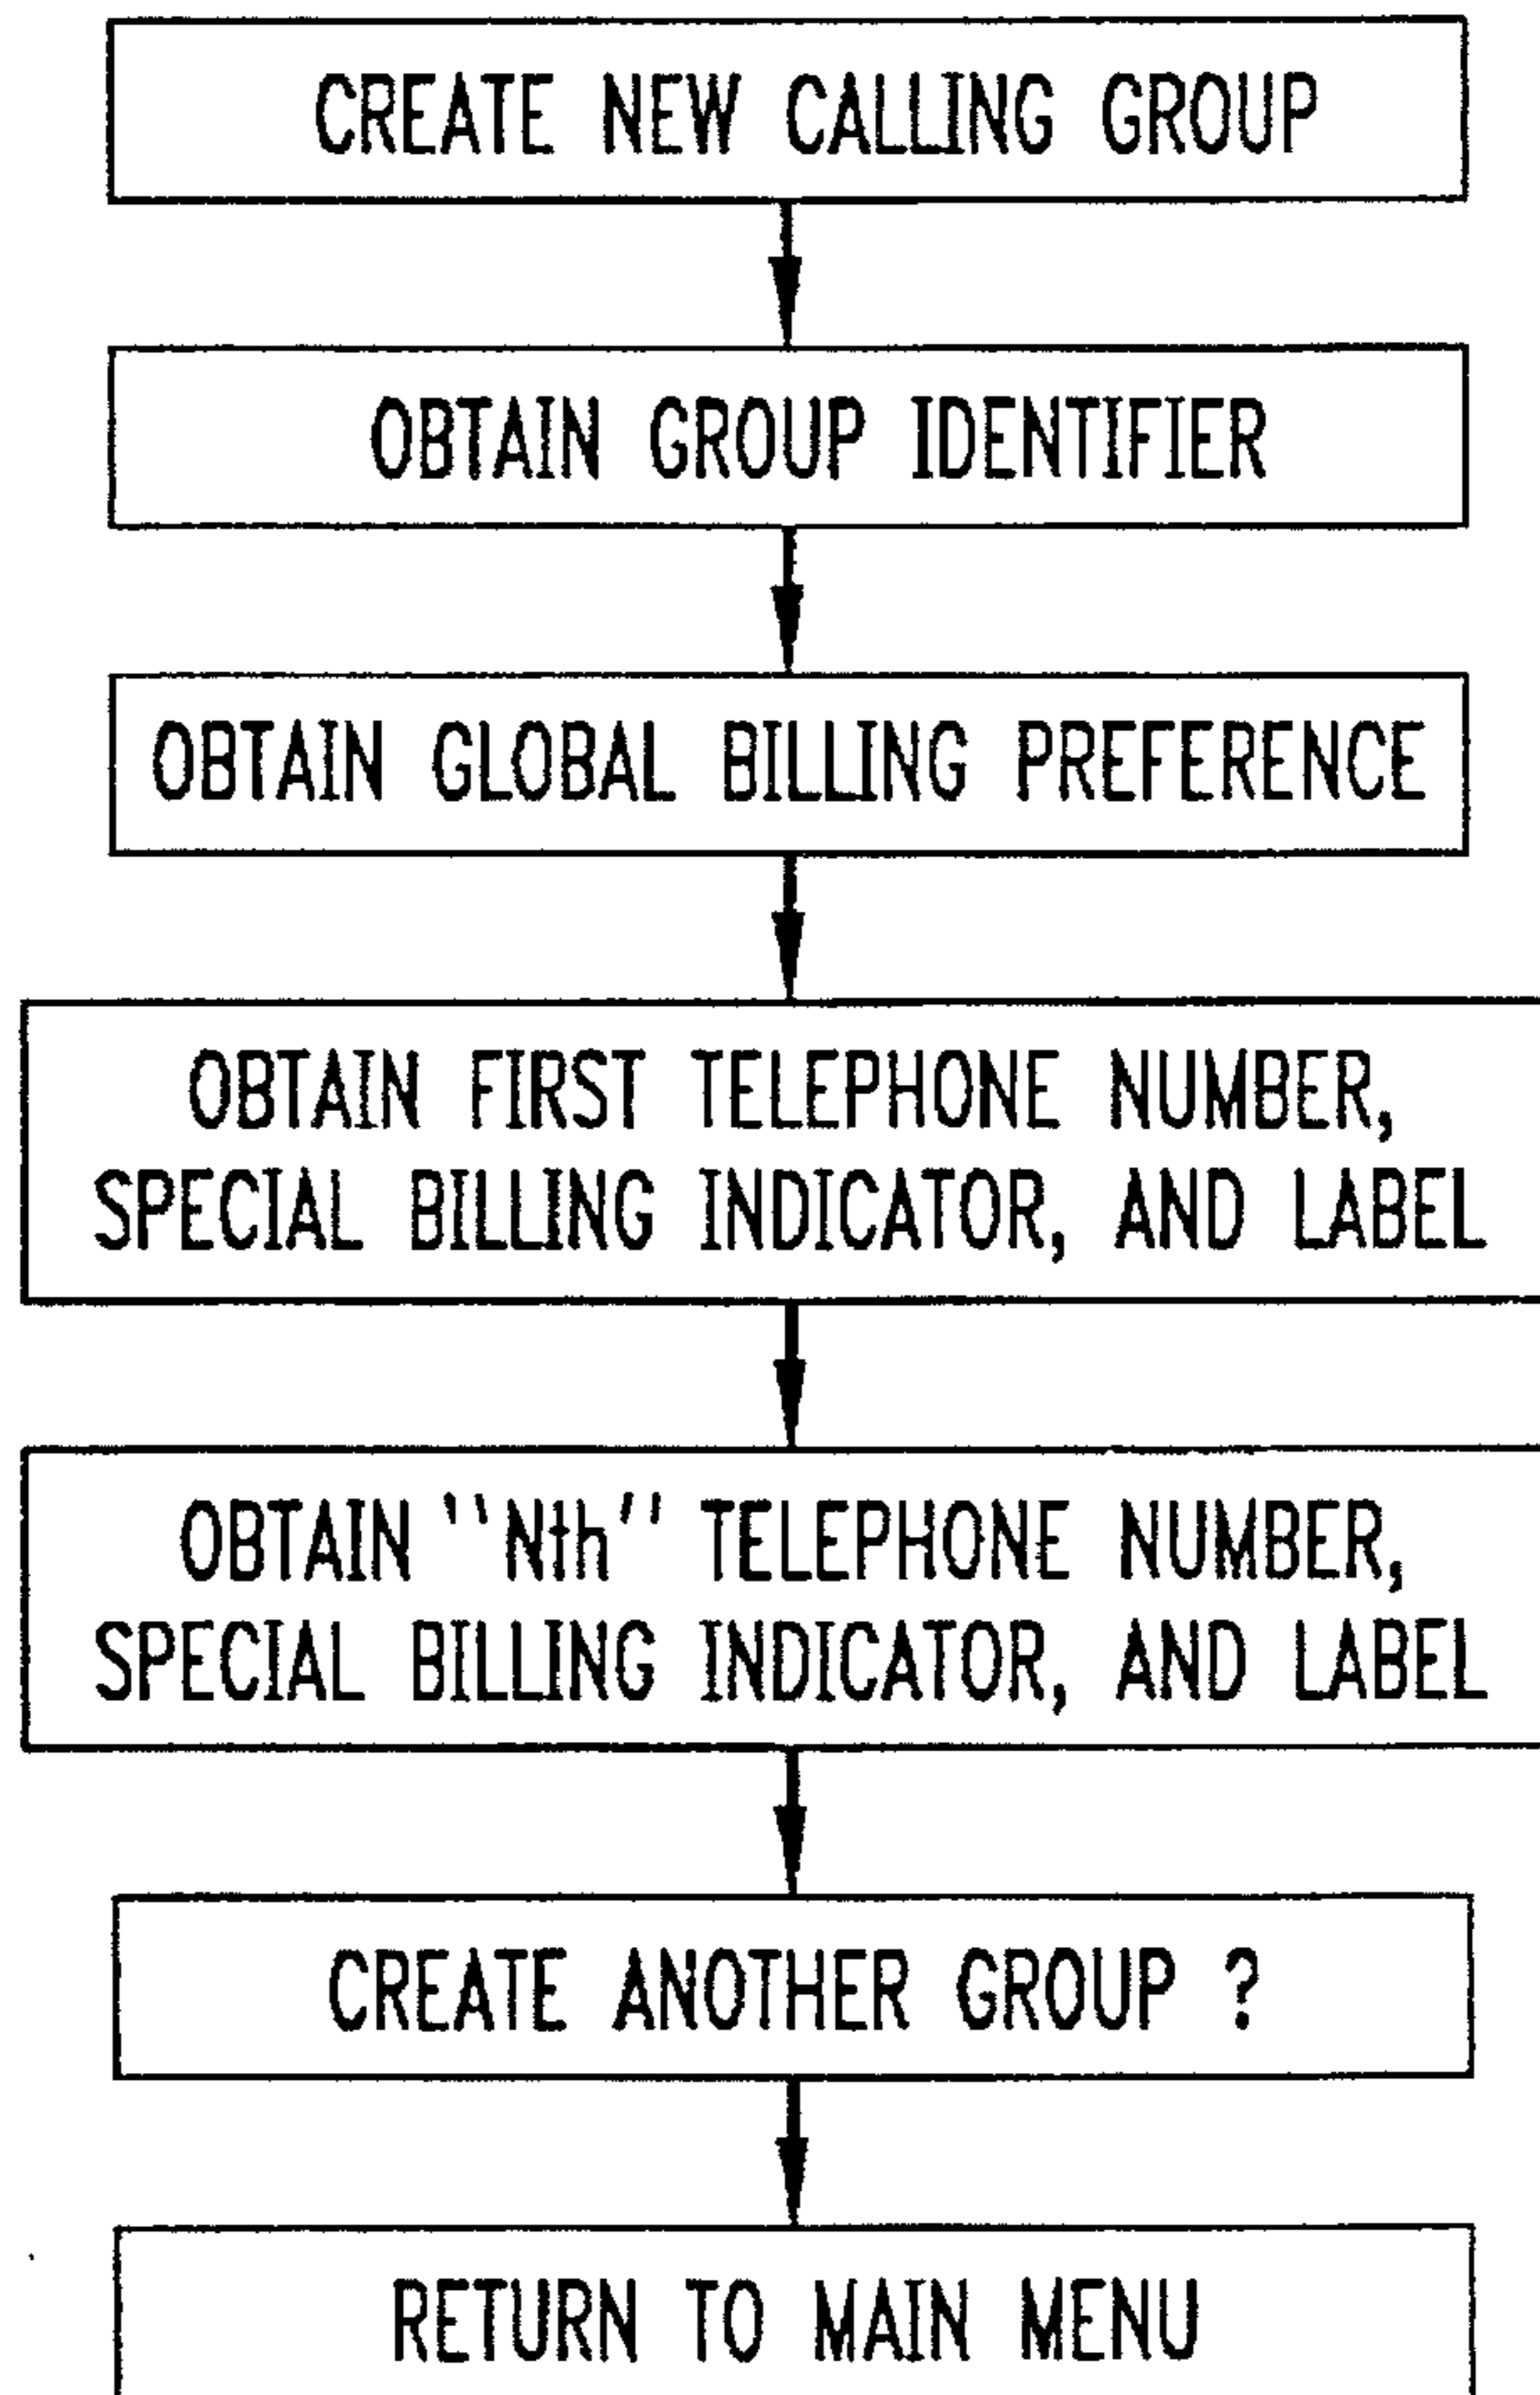 CREATE NEW CALLING GROUP
OBTAIN GROUP IDENTIFIER
OBTAIN GLOBAL BILLING PREFERENCE
OBTAIN FIRST TELEPHONE NUMBER,
SPECIAL BILLING INDICATOR, AND LABEL
OBTAIN ''Nth'' TELEPHONE NUMBER,
SPECIAL BILLING INDICATOR, AND LABEL
CREATE ANOTHER GROUP ?
RETURN TO MAIN MENU